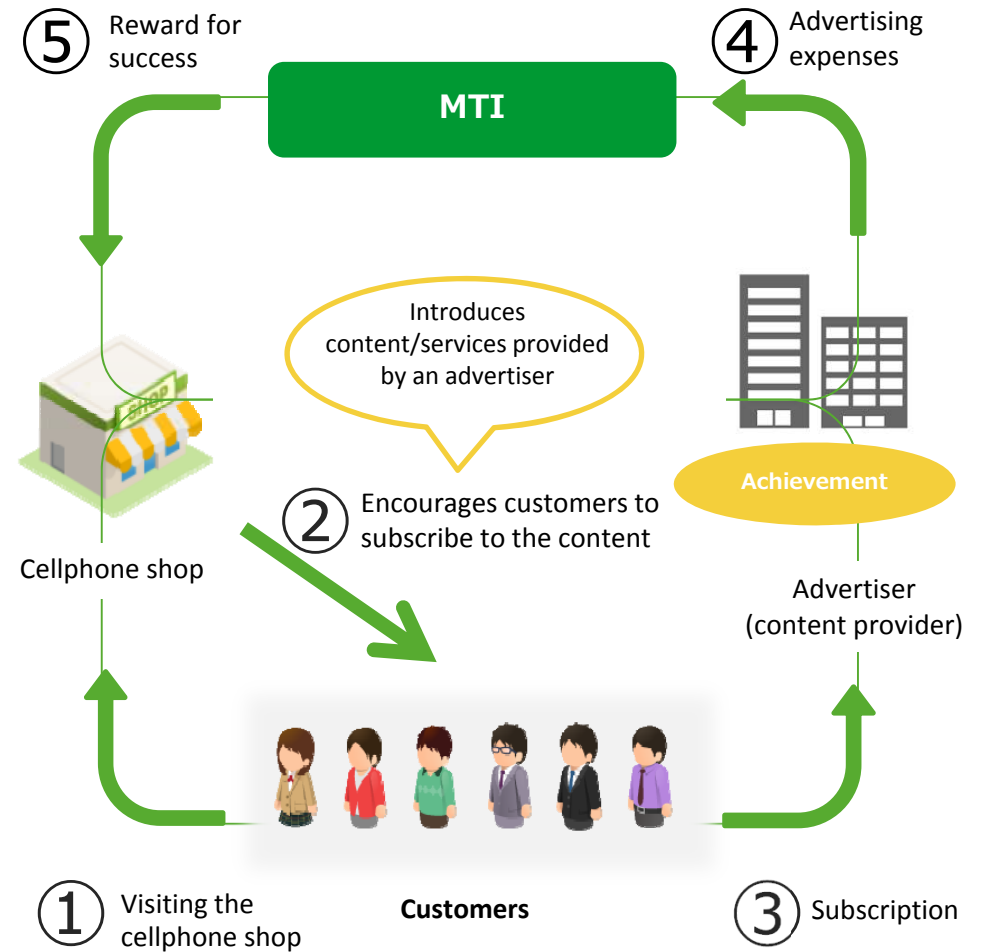 ⑤ Reward for
success
④ Advertising
expenses
MTI
Introduces
content/services provided
by an advertiser
SHOP
Achievement
② Encourages customers to
subscribe to the content
Cellphone shop
Advertiser
(content provider)
① Visiting the
cellphone shop
Customers
③ Subscription